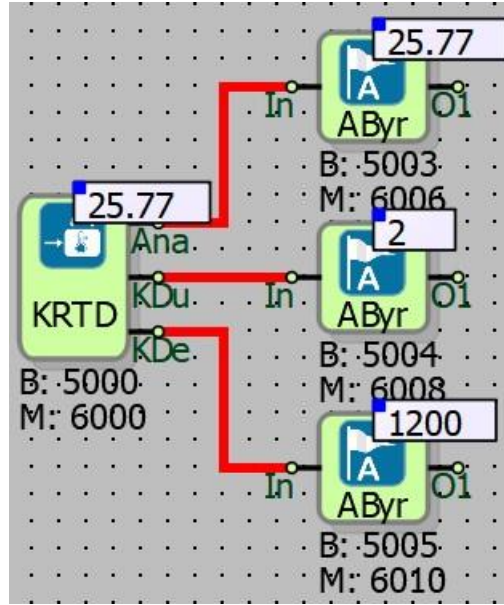 25.77
In
A
O1
AByr
B: 5003
M: 6006
25.77
Ana
KDu
KDe
KRTD
B: 5000
M: 6000
2
In
A
O1
AByr
B: 5004
M: 6008
1200
In
A
O1
AByr
B: 5005
M: 6010